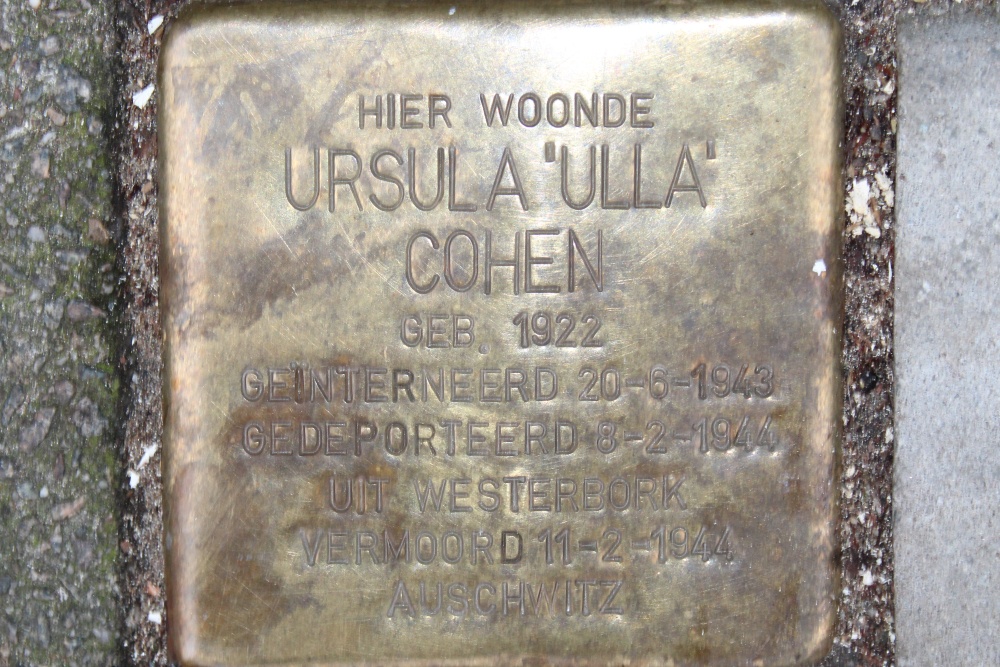 HIER WOONDE
URSULA 'ULLA'
COHEN
GEB. 1922
GEÏNTERNEERD 20-6-1943
GEDEPORTEERD 8-2-1944
UIT WESTERBORK
VERMOORD 11-2-1944
AUSCHWITZ